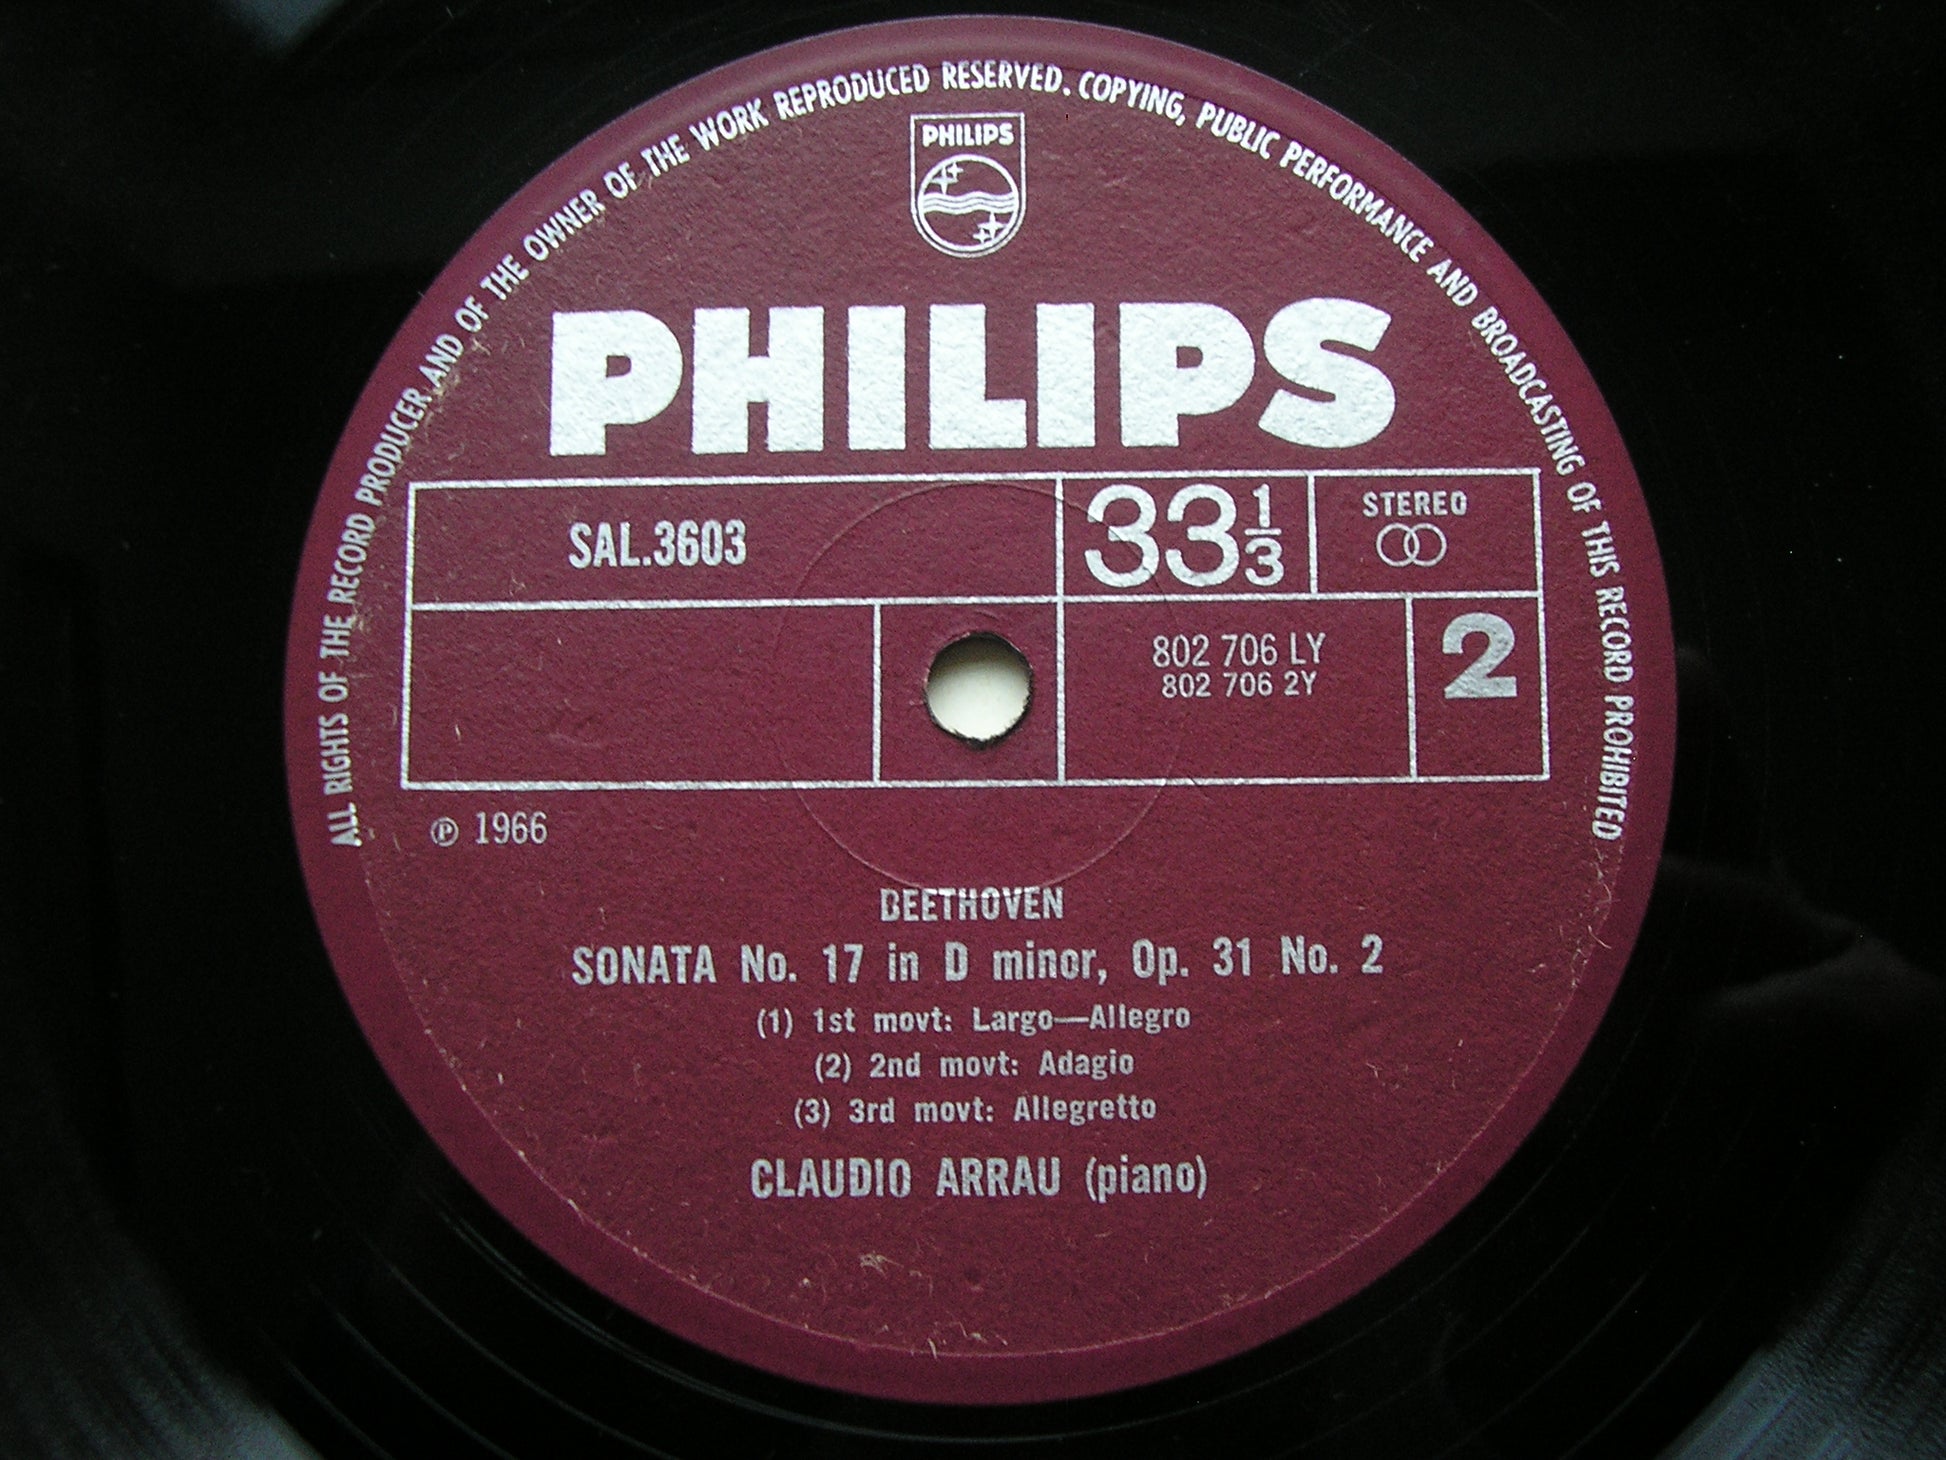 ALL RIGHTS OF THE RECORD PRODUCER AND OF THE OWNER OF THE WORK REPRODUCED RESERVED. COPYING, PUBLIC PERFORMANCE AND BROADCASTING OF THIS RECORD PROHIBITED
PHILIPS
PHILIPS
SAL.3603
33 1/3
STEREO
802 706 LY
802 706 2Y
2
℗ 1966
BEETHOVEN
SONATA No. 17 in D minor, Op. 31 No. 2
(1) 1st movt: Largo—Allegro
(2) 2nd movt: Adagio
(3) 3rd movt: Allegretto
CLAUDIO ARRAU (piano)